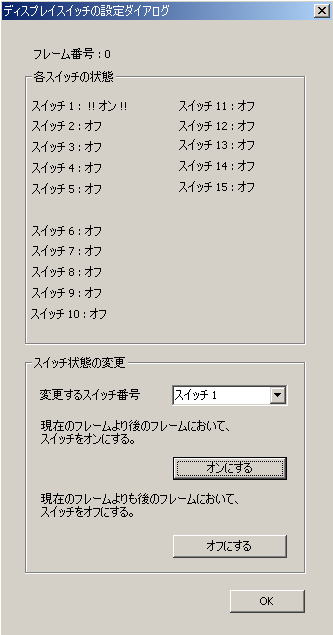 ディスプレイスイッチの設定ダイアログ
フレーム番号：0
各スイッチの状態
スイッチ 1： !! オン !!
スイッチ 2：オフ
スイッチ 3：オフ
スイッチ 4：オフ
スイッチ 5：オフ
スイッチ 6：オフ
スイッチ 7：オフ
スイッチ 8：オフ
スイッチ 9：オフ
スイッチ 10：オフ
スイッチ 11：オフ
スイッチ 12：オフ
スイッチ 13：オフ
スイッチ 14：オフ
スイッチ 15：オフ
スイッチ状態の変更
変更するスイッチ番号 スイッチ 1
現在のフレームより後のフレームにおいて、
スイッチをオンにする。
オンにする
現在のフレームよりも後のフレームにおいて、
スイッチをオフにする。
オフにする
OK